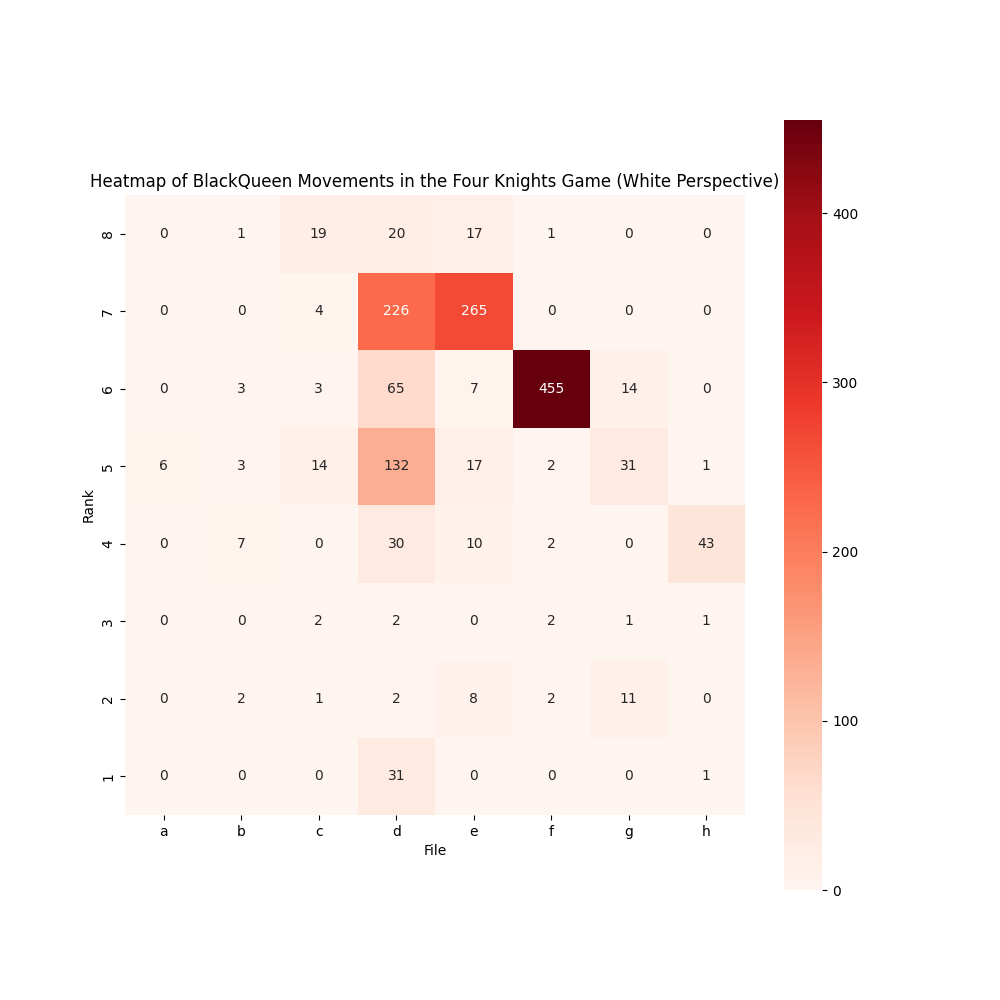 Heatmap of BlackQueen Movements in the Four Knights Game (White Perspective)
8 0 1 19 20 17 1 0 0
7 0 0 4 226 265 0 0 0
6 0 3 3 65 7 455 14 0
5 6 3 14 132 17 2 31 1
4 0 7 0 30 10 2 0 43
3 0 0 2 2 0 2 1 1
2 0 2 1 2 8 2 11 0
1 0 0 0 31 0 0 0 1
a b c d e f g h
File
Rank
400
300
200
100
0